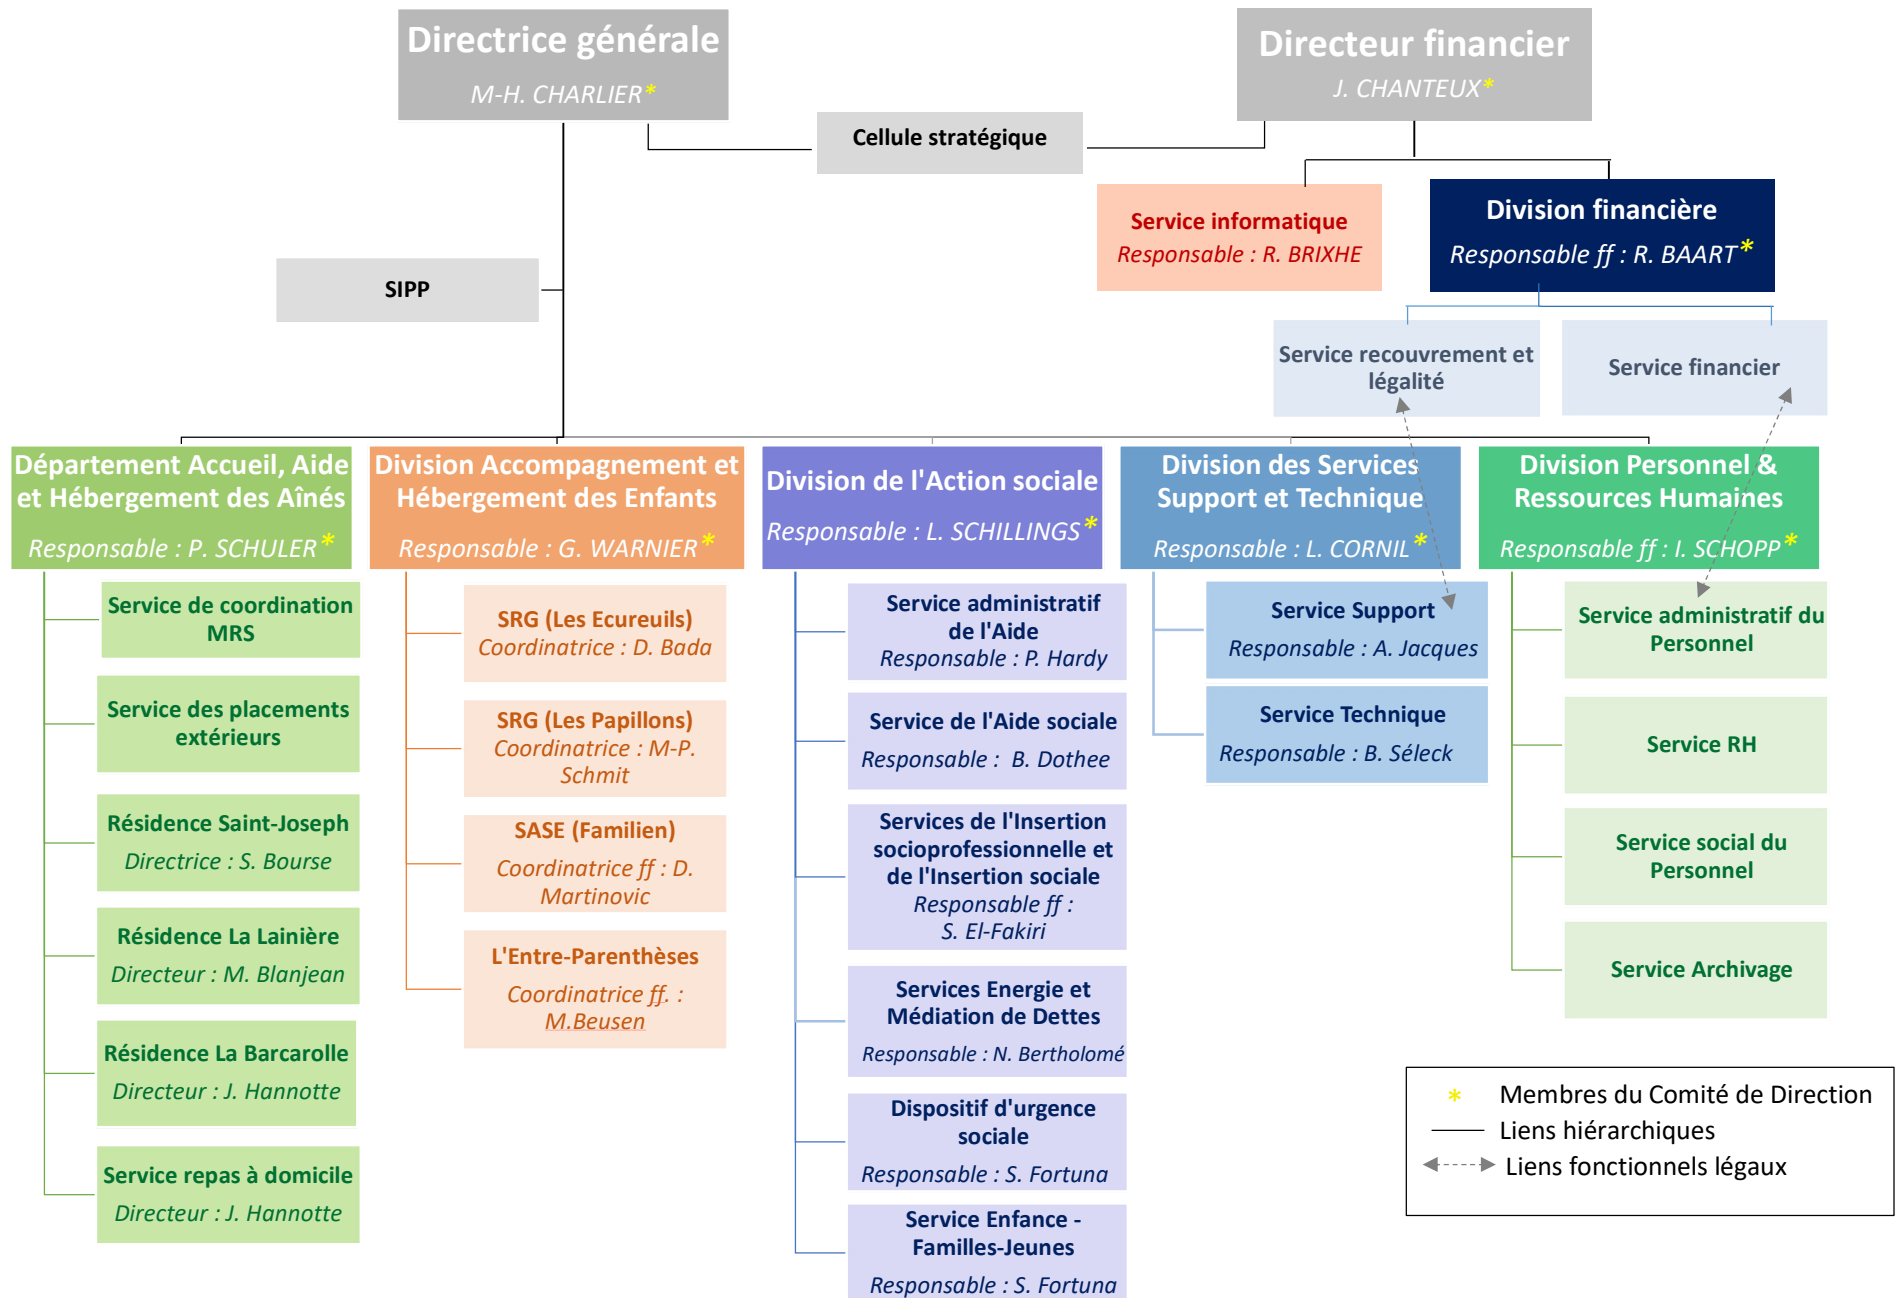 Directrice générale
M-H. CHARLIER*
Directeur financier
J. CHANTEUX*
Cellule stratégique
Service informatique
Responsable : R. BRIXHE
Division financière
Responsable ff : R. BAART*
SIPP
Service recouvrement et
légalité
Service financier
Département Accueil, Aide
et Hébergement des Aînés
Responsable : P. SCHULER*
Division Accompagnement et
Hébergement des Enfants
Responsable : G. WARNIER*
Division de l'Action sociale
Responsable : L. SCHILLINGS*
Division des Services
Support et Technique
Responsable : L. CORNIL*
Division Personnel &
Ressources Humaines
Responsable ff : I. SCHOPP*
Service de coordination
MRS
Service des placements
extérieurs
Résidence Saint-Joseph
Directrice : S. Bourse
Résidence La Lainière
Directeur : M. Blanjean
Résidence La Barcarolle
Directeur : J. Hannotte
Service repas à domicile
Directeur : J. Hannotte
SRG (Les Ecureuils)
Coordinatrice : D. Bada
SRG (Les Papillons)
Coordinatrice : M-P.
Schmit
SASE (Familien)
Coordinatrice ff : D.
Martinovic
L'Entre-Parenthèses
Coordinatrice ff. :
M.Beusen
Service administratif
de l'Aide
Responsable : P. Hardy
Service de l'Aide sociale
Responsable : B. Dothee
Services de l'Insertion
socioprofessionnelle et
de l'Insertion sociale
Responsable ff :
S. El-Fakiri
Services Energie et
Médiation de Dettes
Responsable : N. Bertholomé
Dispositif d'urgence
sociale
Responsable : S. Fortuna
Service Enfance -
Familles-Jeunes
Responsable : S. Fortuna
Service Support
Responsable : A. Jacques
Service Technique
Responsable : B. Séleck
Service administratif du
Personnel
Service RH
Service social du
Personnel
Service Archivage
* Membres du Comité de Direction
Liens hiérarchiques
Liens fonctionnels légaux